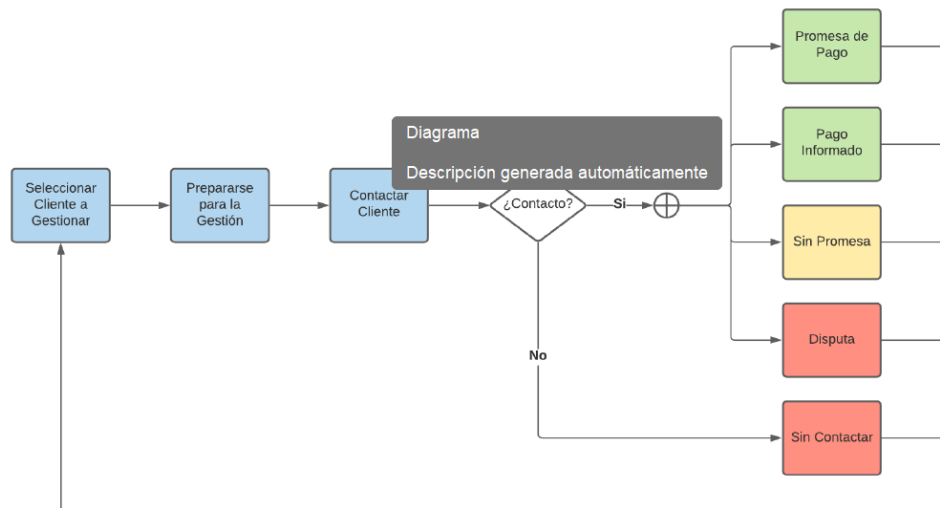 Promesa de
Pago
Diagrama
Descripción generada automáticamente
Pago
Informado
Seleccionar
Cliente a
Gestionar
Prepararse
para la
Gestión
Contactar
Cliente
¿Contacto?
Si
Sin Promesa
Disputa
No
Sin Contactar